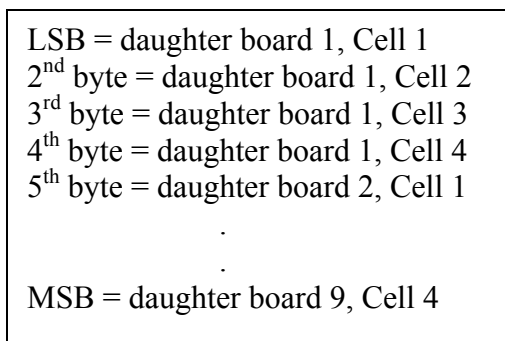 LSB = daughter board 1, Cell 1
2nd byte = daughter board 1, Cell 2
3rd byte = daughter board 1, Cell 3
4th byte = daughter board 1, Cell 4
5th byte = daughter board 2, Cell 1
.
.
MSB = daughter board 9, Cell 4